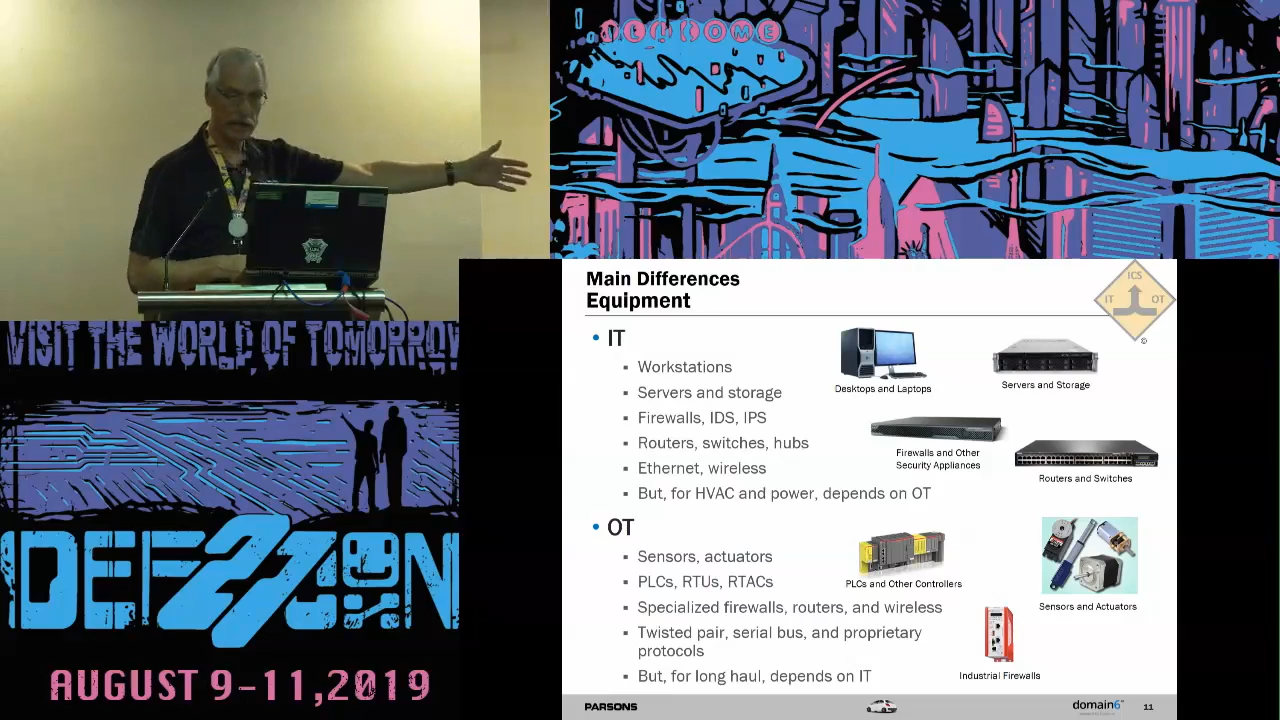 WELCOME
VISIT THE WORLD OF TOMORROW
DEF CON
27
AUGUST 9-11,2019
Main Differences
Equipment
ICS
IT OT
©
• IT
▪ Workstations
▪ Servers and storage
▪ Firewalls, IDS, IPS
▪ Routers, switches, hubs
▪ Ethernet, wireless
▪ But, for HVAC and power, depends on OT
Desktops and Laptops
Servers and Storage
Firewalls and Other
Security Appliances
Routers and Switches
• OT
▪ Sensors, actuators
▪ PLCs, RTUs, RTACs
▪ Specialized firewalls, routers, and wireless
▪ Twisted pair, serial bus, and proprietary
protocols
▪ But, for long haul, depends on IT
PLCs and Other Controllers
Sensors and Actuators
Industrial Firewalls
PARSONS
domain6
11